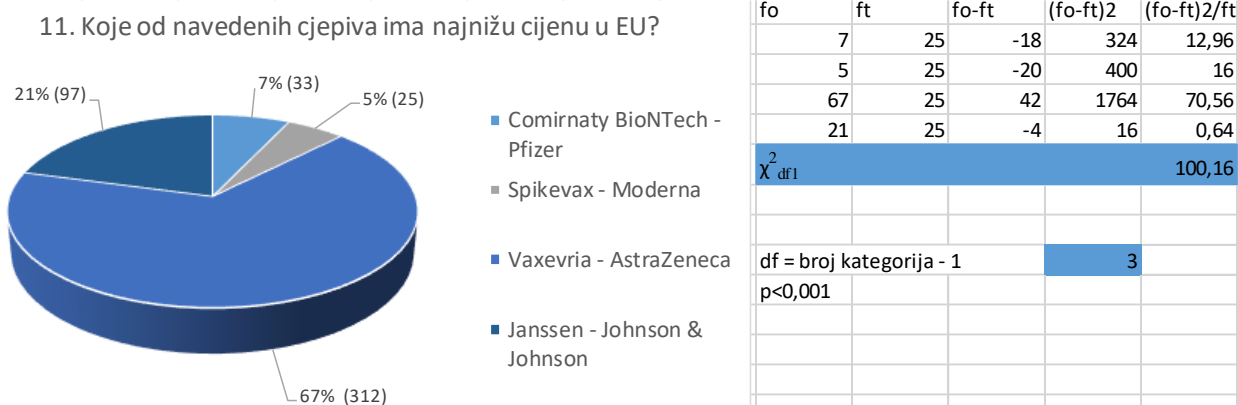 11. Koje od navedenih cjepiva ima najnižu cijenu u EU?
21% (97)
7% (33)
5% (25)
67% (312)
Comirnaty BioNTech -
Pfizer
Spikevax - Moderna
Vaxevria - AstraZeneca
Janssen - Johnson &
Johnson
fo ft fo-ft (fo-ft)2 (fo-ft)2/ft
7 25 -18 324 12,96
5 25 -20 400 16
67 25 42 1764 70,56
21 25 -4 16 0,64
χ2df1 100,16
df = broj kategorija - 1 3
p<0,001